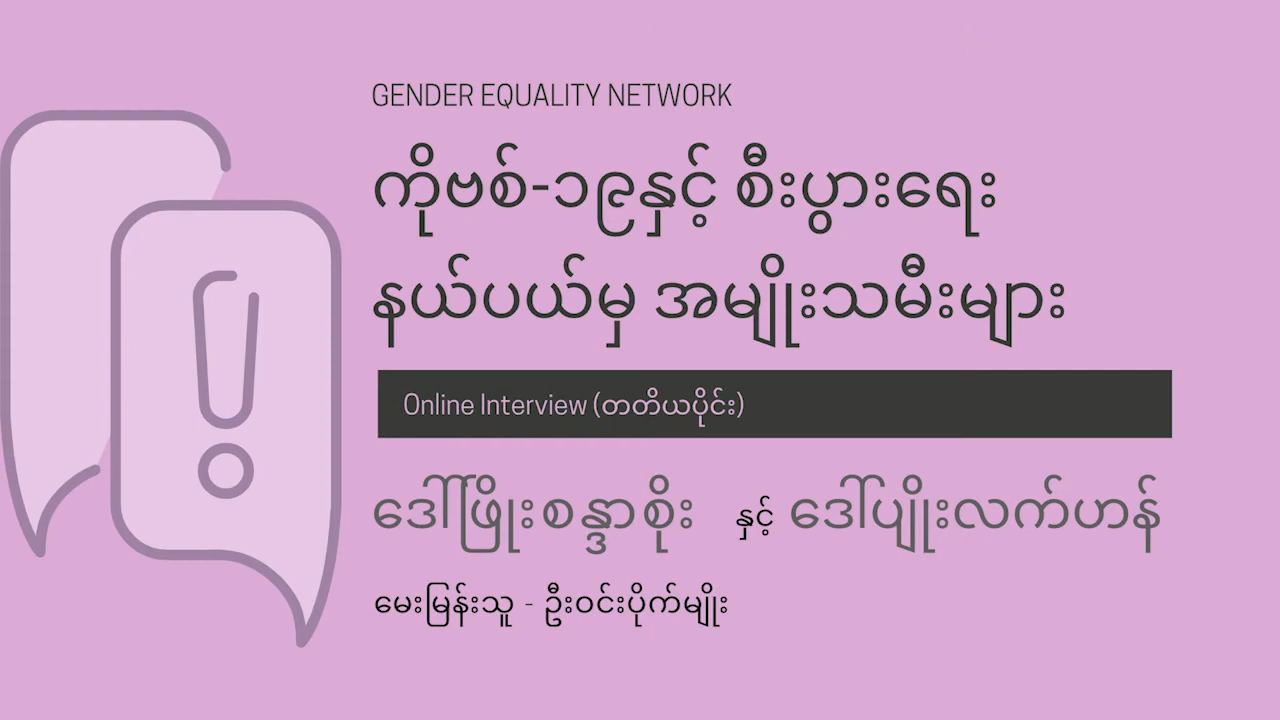 GENDER EQUALITY NETWORK
ကိုဗစ်-၁၉နှင့် စီးပွားရေး
နယ်ပယ်မှ အမျိုးသမီးများ
Online Interview (တတိယပိုင်း)
ဒေါ်ဖြိုးစန္ဒာစိုး နှင့် ဒေါ်ပျိုးလက်ဟန်
မေးမြန်းသူ - ဦးဝင်းပိုက်မျိုး